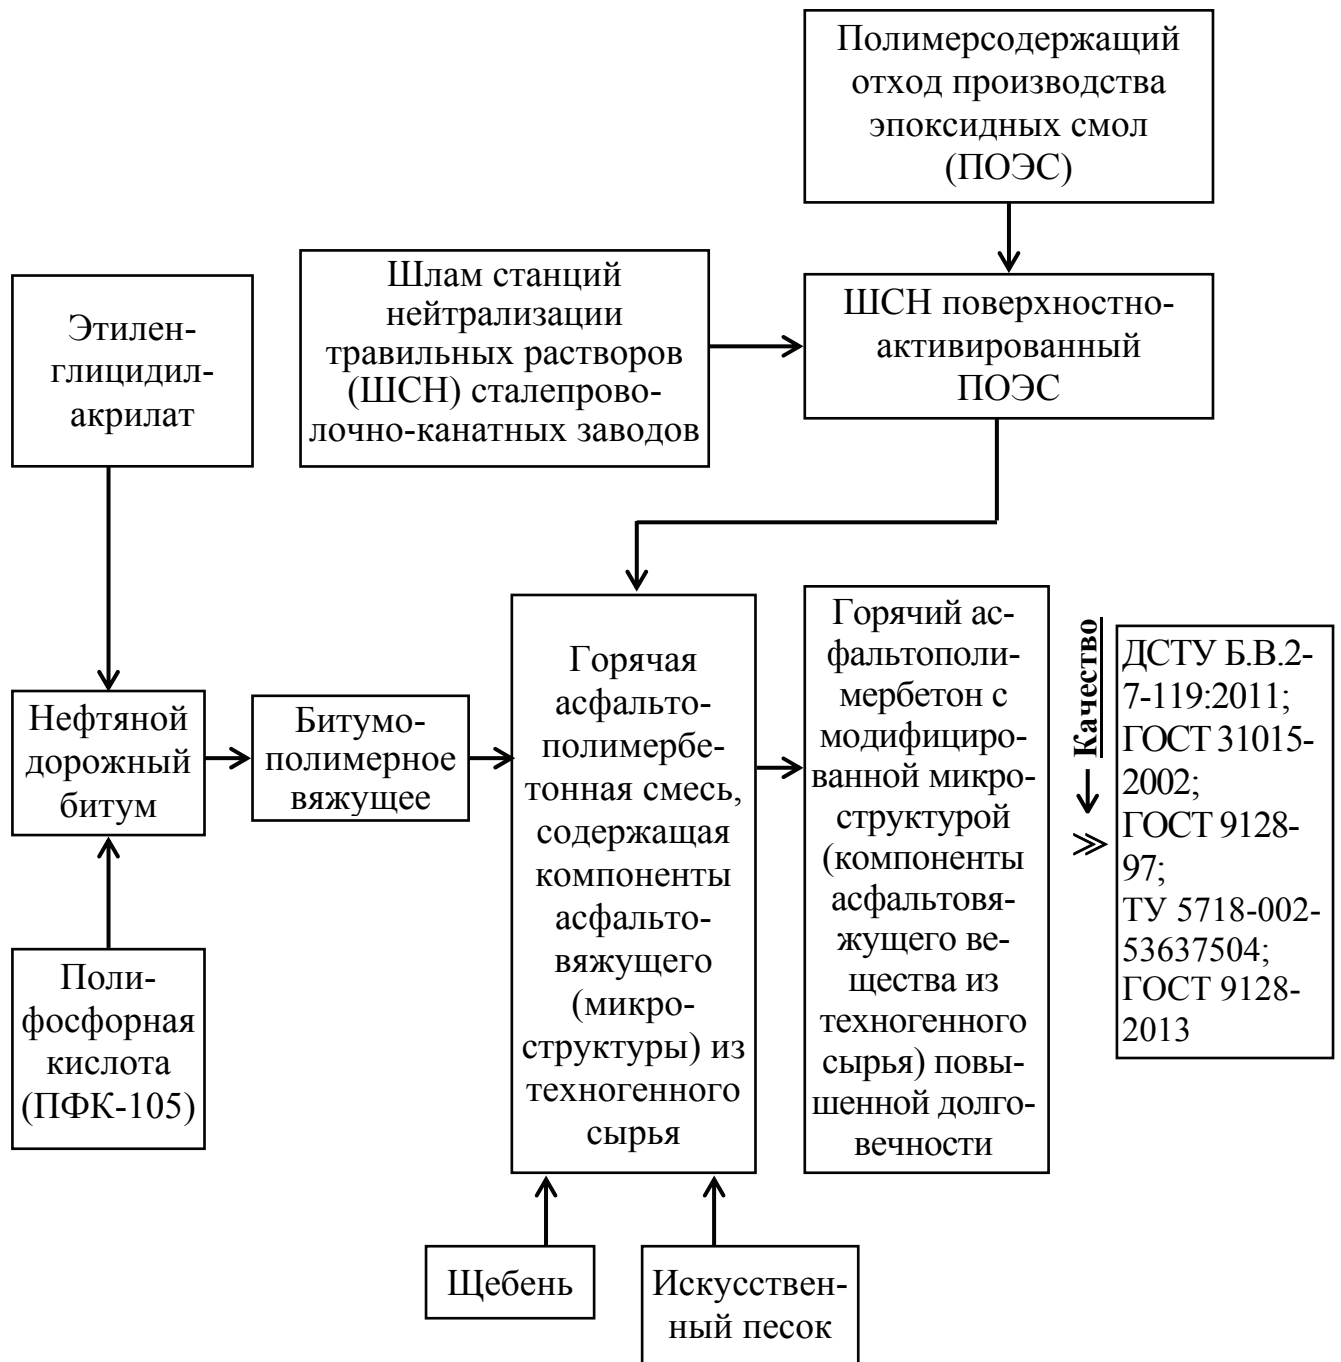 Полимерсодержащий
отход производства
эпоксидных смол
(ПОЭС)
Шлам станций
нейтрализации
травильных растворов
(ШСН) сталепрово-
лочно-канатных заводов
ШСН поверхностно-
активированный
ПОЭС
Этилен-
глицидил-
акрилат
Нефтяной
дорожный
битум
Битумо-
полимерное
вяжущее
Горячая
асфальто-
полимербе-
тонная смесь,
содержащая
компоненты
асфальто-
вяжущего
(микро-
структуры) из
техногенного
сырья
Горячий ас-
фальтополи-
мербетон с
модифициро-
ванной микро-
структурой
(компоненты
асфальтовя-
жущего ве-
щества из
техногенного
сырья) повы-
шенной долго-
вечности
Качество
≫
ДСТУ Б.В.2-
7-119:2011;
ГОСТ 31015-
2002;
ГОСТ 9128-
97;
ТУ 5718-002-
53637504;
ГОСТ 9128-
2013
Поли-
фосфорная
кислота
(ПФК-105)
Щебень
Искусствен-
ный песок